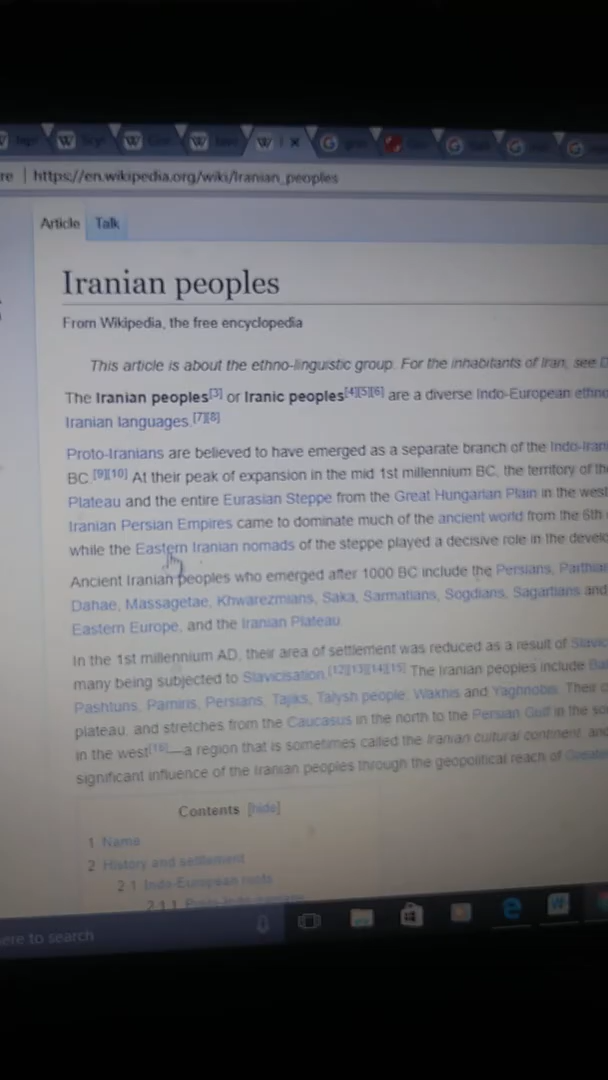 re | https://en.wikipedia.org/wiki/Iranian_peoples
Article Talk
Iranian peoples
From Wikipedia, the free encyclopedia
This article is about the ethno-linguistic group. For the inhabitants of Iran, see
The Iranian peoples[3] or Iranic peoples[4][5][6] are a diverse Indo-European
Iranian languages.[7][8]
Proto-Iranians are believed to have emerged as a separate branch of the
BC.[9][10] At their peak of expansion in the mid 1st millennium BC, the territory of
Plateau and the entire Eurasian Steppe from the Great Hungarian Plain in the
Iranian Persian Empires came to dominate much of the ancient world from the 6th
while the Eastern Iranian nomads of the steppe played a decisive role in the
Ancient Iranian peoples who emerged after 1000 BC include the Persians,
Dahae, Massagetae, Khwarezmians, Saka, Sarmatians, Sogdians, Sagartians and
Eastern Europe, and the Iranian Plateau.
In the 1st millennium AD, their area of settlement was reduced as a result of
many being subjected to Slavicisation.[12][13][14][15] The Iranian peoples include
Pashtuns, Pamiris, Persians, Tajiks, Talysh people, Wakhis and Yaghnobis. Their
plateau, and stretches from the Caucasus in the north to the Persian Gulf in the
in the west[16]—a region that is sometimes called the Iranian cultural continent, and
significant influence of the Iranian peoples through the geopolitical reach of
Contents [hide]
1 Name
2 History and settlement
2.1 Indo-European roots
2.1.1
ere to search